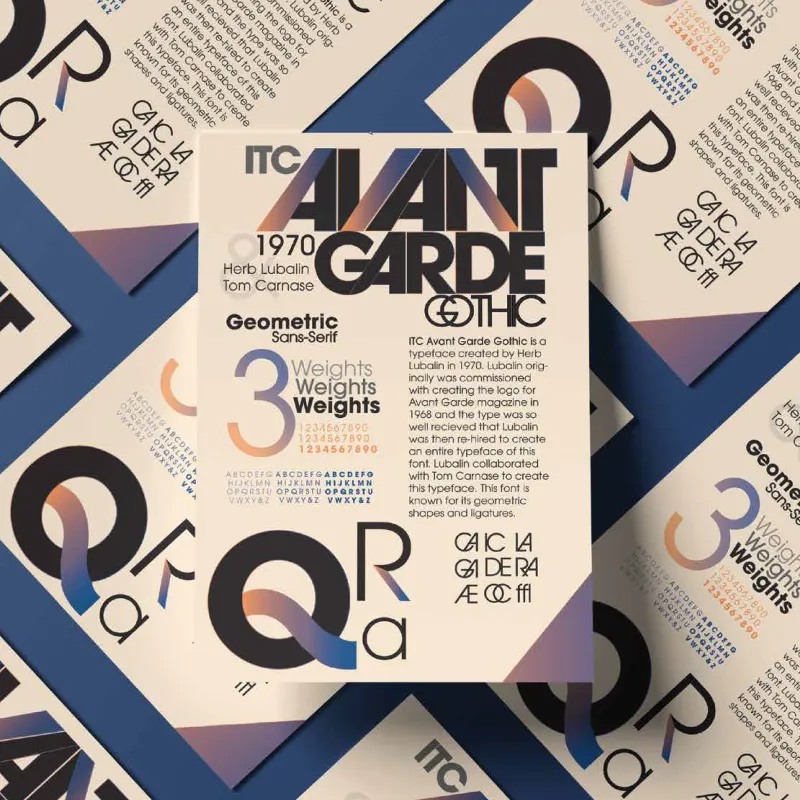 ITC AVANT
GARDE
GOTHIC
&
1970
Herb Lubalin
Tom Carnase
Geometric
Sans-Serif
3 Weights
Weights
Weights
1234567890
1234567890
1234567890
ABCDEFG ABCDEFG ABCDEFG
HIJKLMN HIJKLMN HIJKLMN
OPQRSTU OPQRSTU OPQRSTU
VWXY&Z VWXY&Z VWXY&Z
ITC Avant Garde Gothic is a
typeface created by Herb
Lubalin in 1970. Lubalin orig-
inally was commissioned
with creating the logo for
Avant Garde magazine in
1968 and the type was so
well recieved that Lubalin
was then re-hired to create
an entire typeface of this
font. Lubalin collaborated
with Tom Carnase to create
this typeface. This font is
known for its geometric
shapes and ligatures.
Q R
a
CA IC LA
GA DE RA
Æ OC ffi